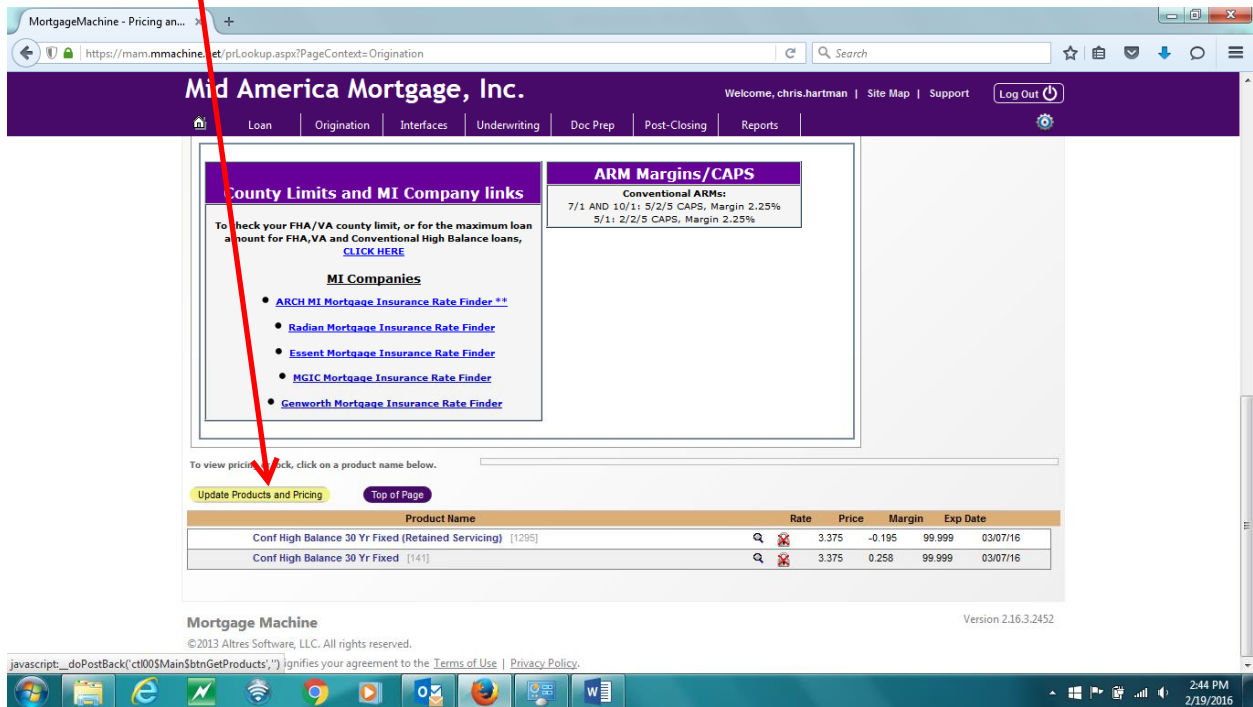 MortgageMachine - Pricing an...
https://mam.mmachine.net/prLookup.aspx?PageContext=Origination
Search
Mid America Mortgage, Inc.
Welcome, chris.hartman | Site Map | Support
Log Out
Loan
Origination
Interfaces
Underwriting
Doc Prep
Post-Closing
Reports
County Limits and MI Company links
To check your FHA/VA county limit, or for the maximum loan
amount for FHA,VA and Conventional High Balance loans,
CLICK HERE
MI Companies
ARCH MI Mortgage Insurance Rate Finder **
Radian Mortgage Insurance Rate Finder
Essent Mortgage Insurance Rate Finder
MGIC Mortgage Insurance Rate Finder
Genworth Mortgage Insurance Rate Finder
ARM Margins/CAPS
Conventional ARMs:
7/1 AND 10/1: 5/2/5 CAPS, Margin 2.25%
5/1: 2/2/5 CAPS, Margin 2.25%
To view pricing or lock, click on a product name below.
Update Products and Pricing
Top of Page
Product Name Rate Price Margin Exp Date
Conf High Balance 30 Yr Fixed (Retained Servicing) [1295] 3.375 -0.195 99.999 03/07/16
Conf High Balance 30 Yr Fixed [141] 3.375 0.258 99.999 03/07/16
Mortgage Machine
Version 2.16.3.2452
©2013 Altres Software, LLC. All rights reserved.
javascript:__doPostBack('ctl00$Main$btnGetProducts','') ignifies your agreement to the Terms of Use | Privacy Policy.
2:44 PM
2/19/2016